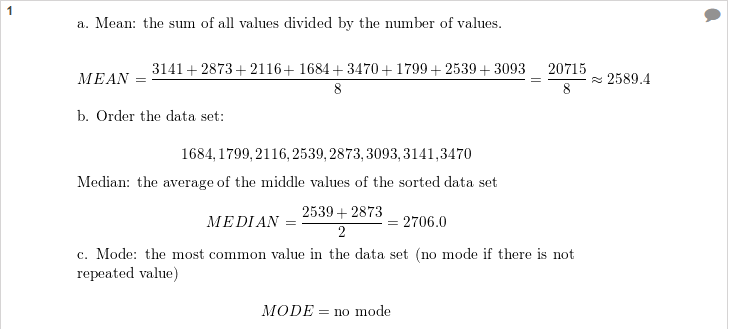 1
a. Mean: the sum of all values divided by the number of values.
MEAN = (3141 + 2873 + 2116 + 1684 + 3470 + 1799 + 2539 + 3093) / 8 = 20715 / 8 ≈ 2589.4
b. Order the data set:
1684, 1799, 2116, 2539, 2873, 3093, 3141, 3470
Median: the average of the middle values of the sorted data set
MEDIAN = (2539 + 2873) / 2 = 2706.0
c. Mode: the most common value in the data set (no mode if there is not
repeated value)
MODE = no mode